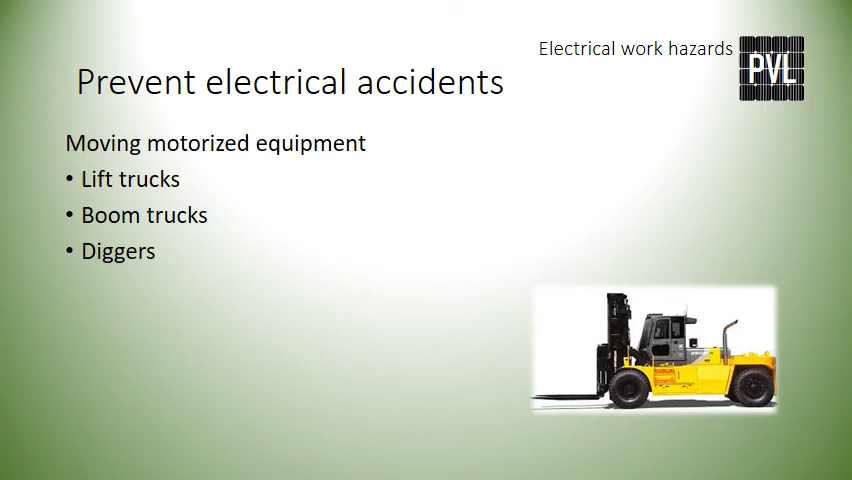 Electrical work hazards
PVL
Prevent electrical accidents
Moving motorized equipment
• Lift trucks
• Boom trucks
• Diggers